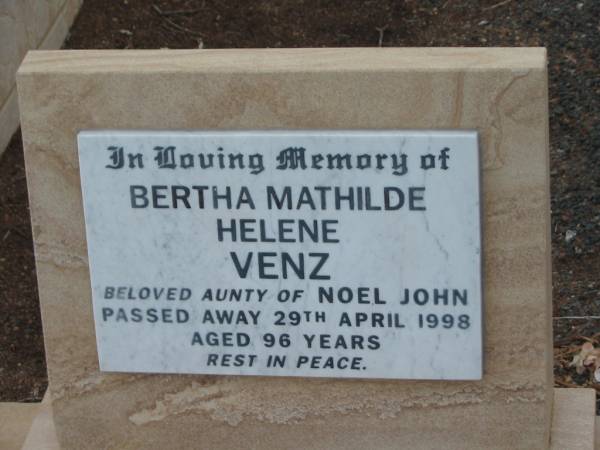 In Loving Memory of
BERTHA MATHILDE
HELENE
VENZ
BELOVED AUNTY OF NOEL JOHN
PASSED AWAY 29TH APRIL 1998
AGED 96 YEARS
REST IN PEACE.